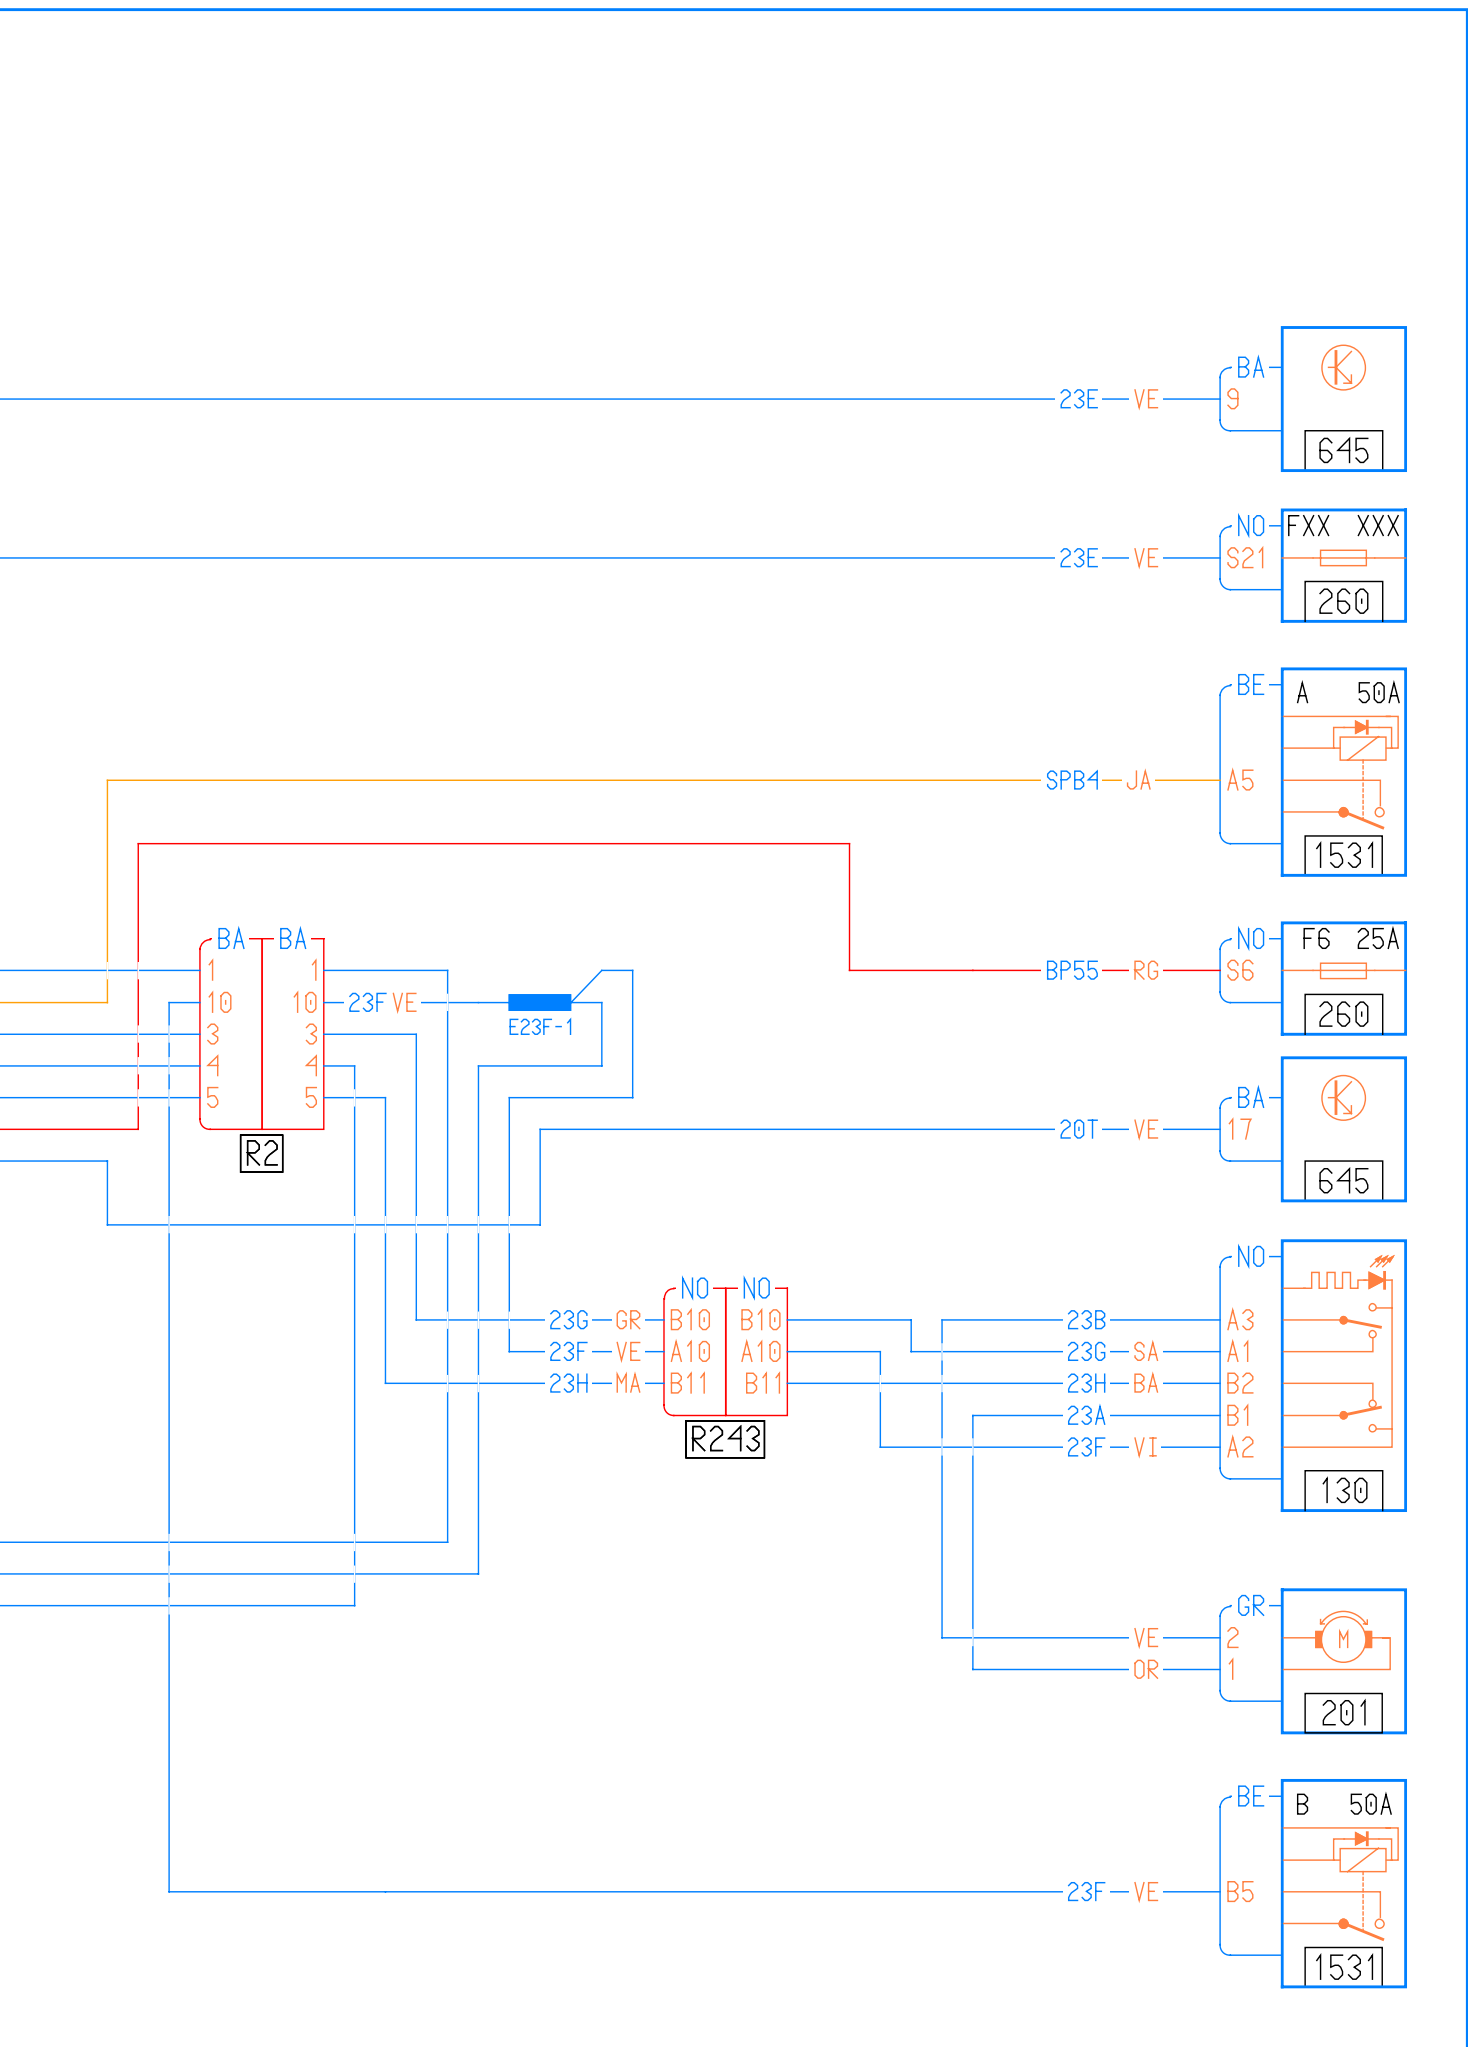 BA
23E VE 9
645
NO FXX XXX
23E VE S21
260
BE A 50A
SPB4 JA A5
1531
BA BA
NO F6 25A
1 1
BP55 RG S6
10 10 23F VE
260
E23F-1
3 3
4 4
5 5
BA
20T VE 17
R2
645
NO
NO NO
23G GR B10 B10
23B A3
23F VE A10 A10
23G SA A1
23H MA B11 B11
23H BA B2
23A B1
R243
23F VI A2
130
GR
VE 2
M
OR 1
201
BE B 50A
23F VE B5
1531